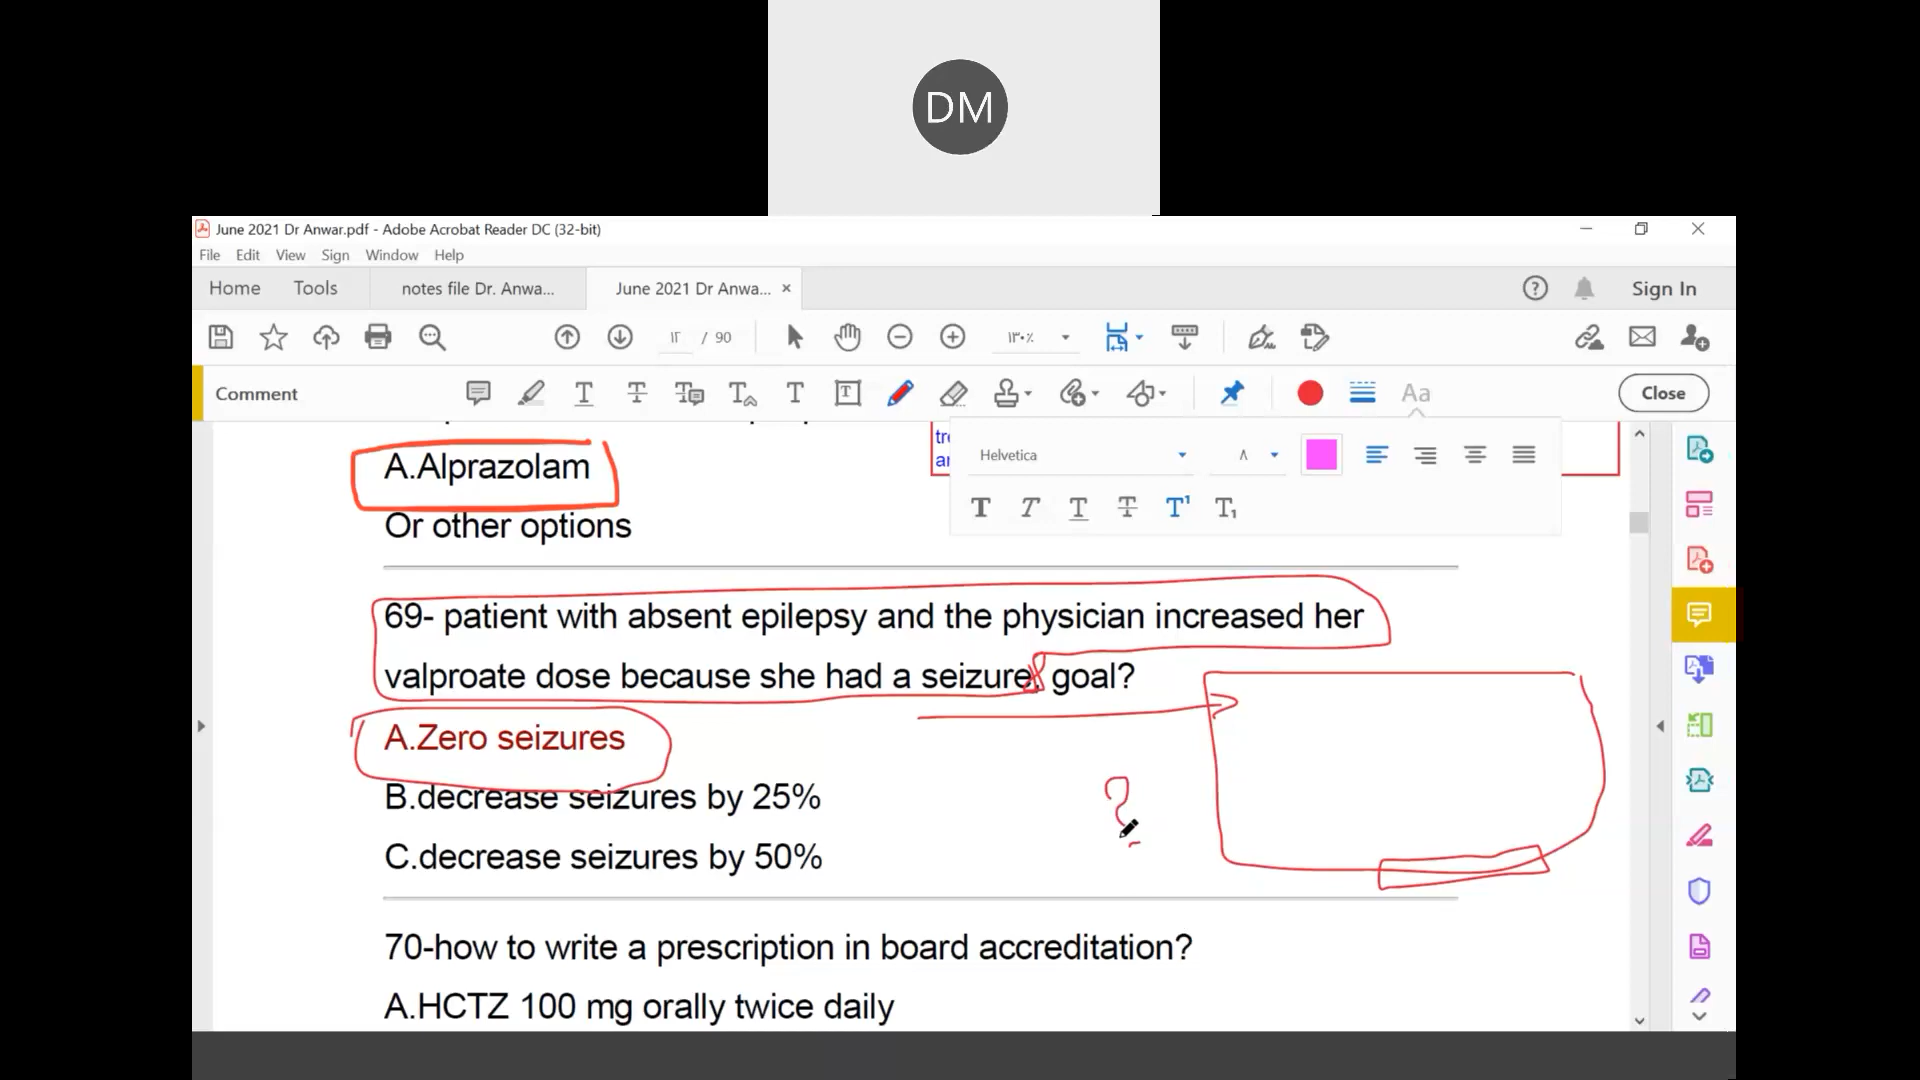 DM
June 2021 Dr Anwar.pdf - Adobe Acrobat Reader DC (32-bit)
File Edit View Sign Window Help
Home Tools notes file Dr. Anwa... June 2021 Dr Anwa... × Sign In
١٢ / 90 ١٣٠٪
Comment Aa Close
Helvetica ٨
A.Alprazolam
Or other options
69- patient with absent epilepsy and the physician increased her
valproate dose because she had a seizure, goal?
A.Zero seizures
B.decrease seizures by 25%
C.decrease seizures by 50%
?
70-how to write a prescription in board accreditation?
A.HCTZ 100 mg orally twice daily